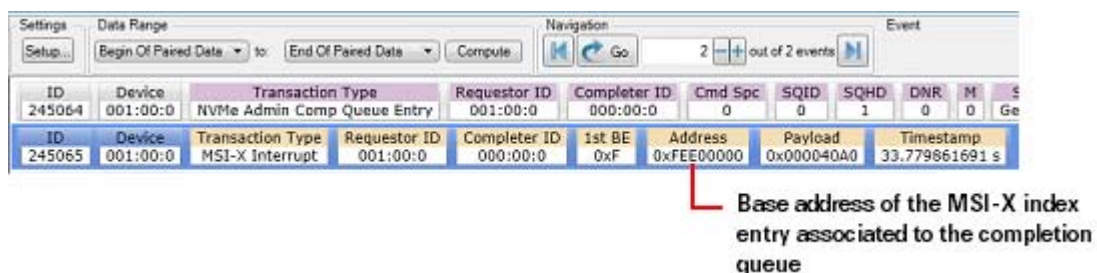 Settings Data Range Navigation Event
Setup... Begin Of Paired Data to: End Of Paired Data Compute Go 2 out of 2 events
ID Device Transaction Type Requestor ID Completer ID Cmd Spc SQID SQHD DNR M S
245064 001:00:0 NVMe Admin Comp Queue Entry 001:00:0 000:00:0 0 0 1 0 0 Ge
ID Device Transaction Type Requestor ID Completer ID 1st BE Address Payload Timestamp
245065 001:00:0 MSI-X Interrupt 001:00:0 000:00:0 0xF 0xFEE00000 0x000040A0 33.779861691 s
Base address of the MSI-X index
entry associated to the completion
queue